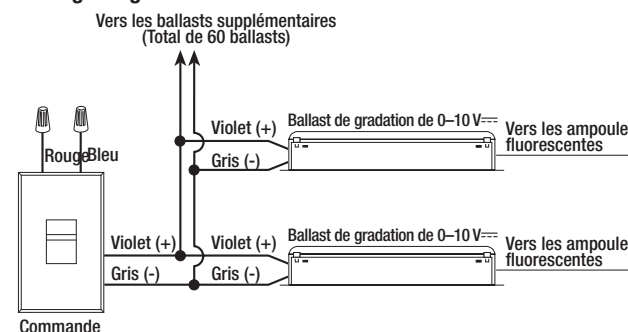 Vers les ballasts supplémentaires
(Total de 60 ballasts)
Violet (+)
Ballast de gradation de 0–10 V
Vers les ampoule
fluorescentes
Gris (-)
Rouge
Bleu
Violet (+)
Violet (+)
Ballast de gradation de 0–10 V
Vers les ampoule
fluorescentes
Gris (-)
Gris (-)
Commande